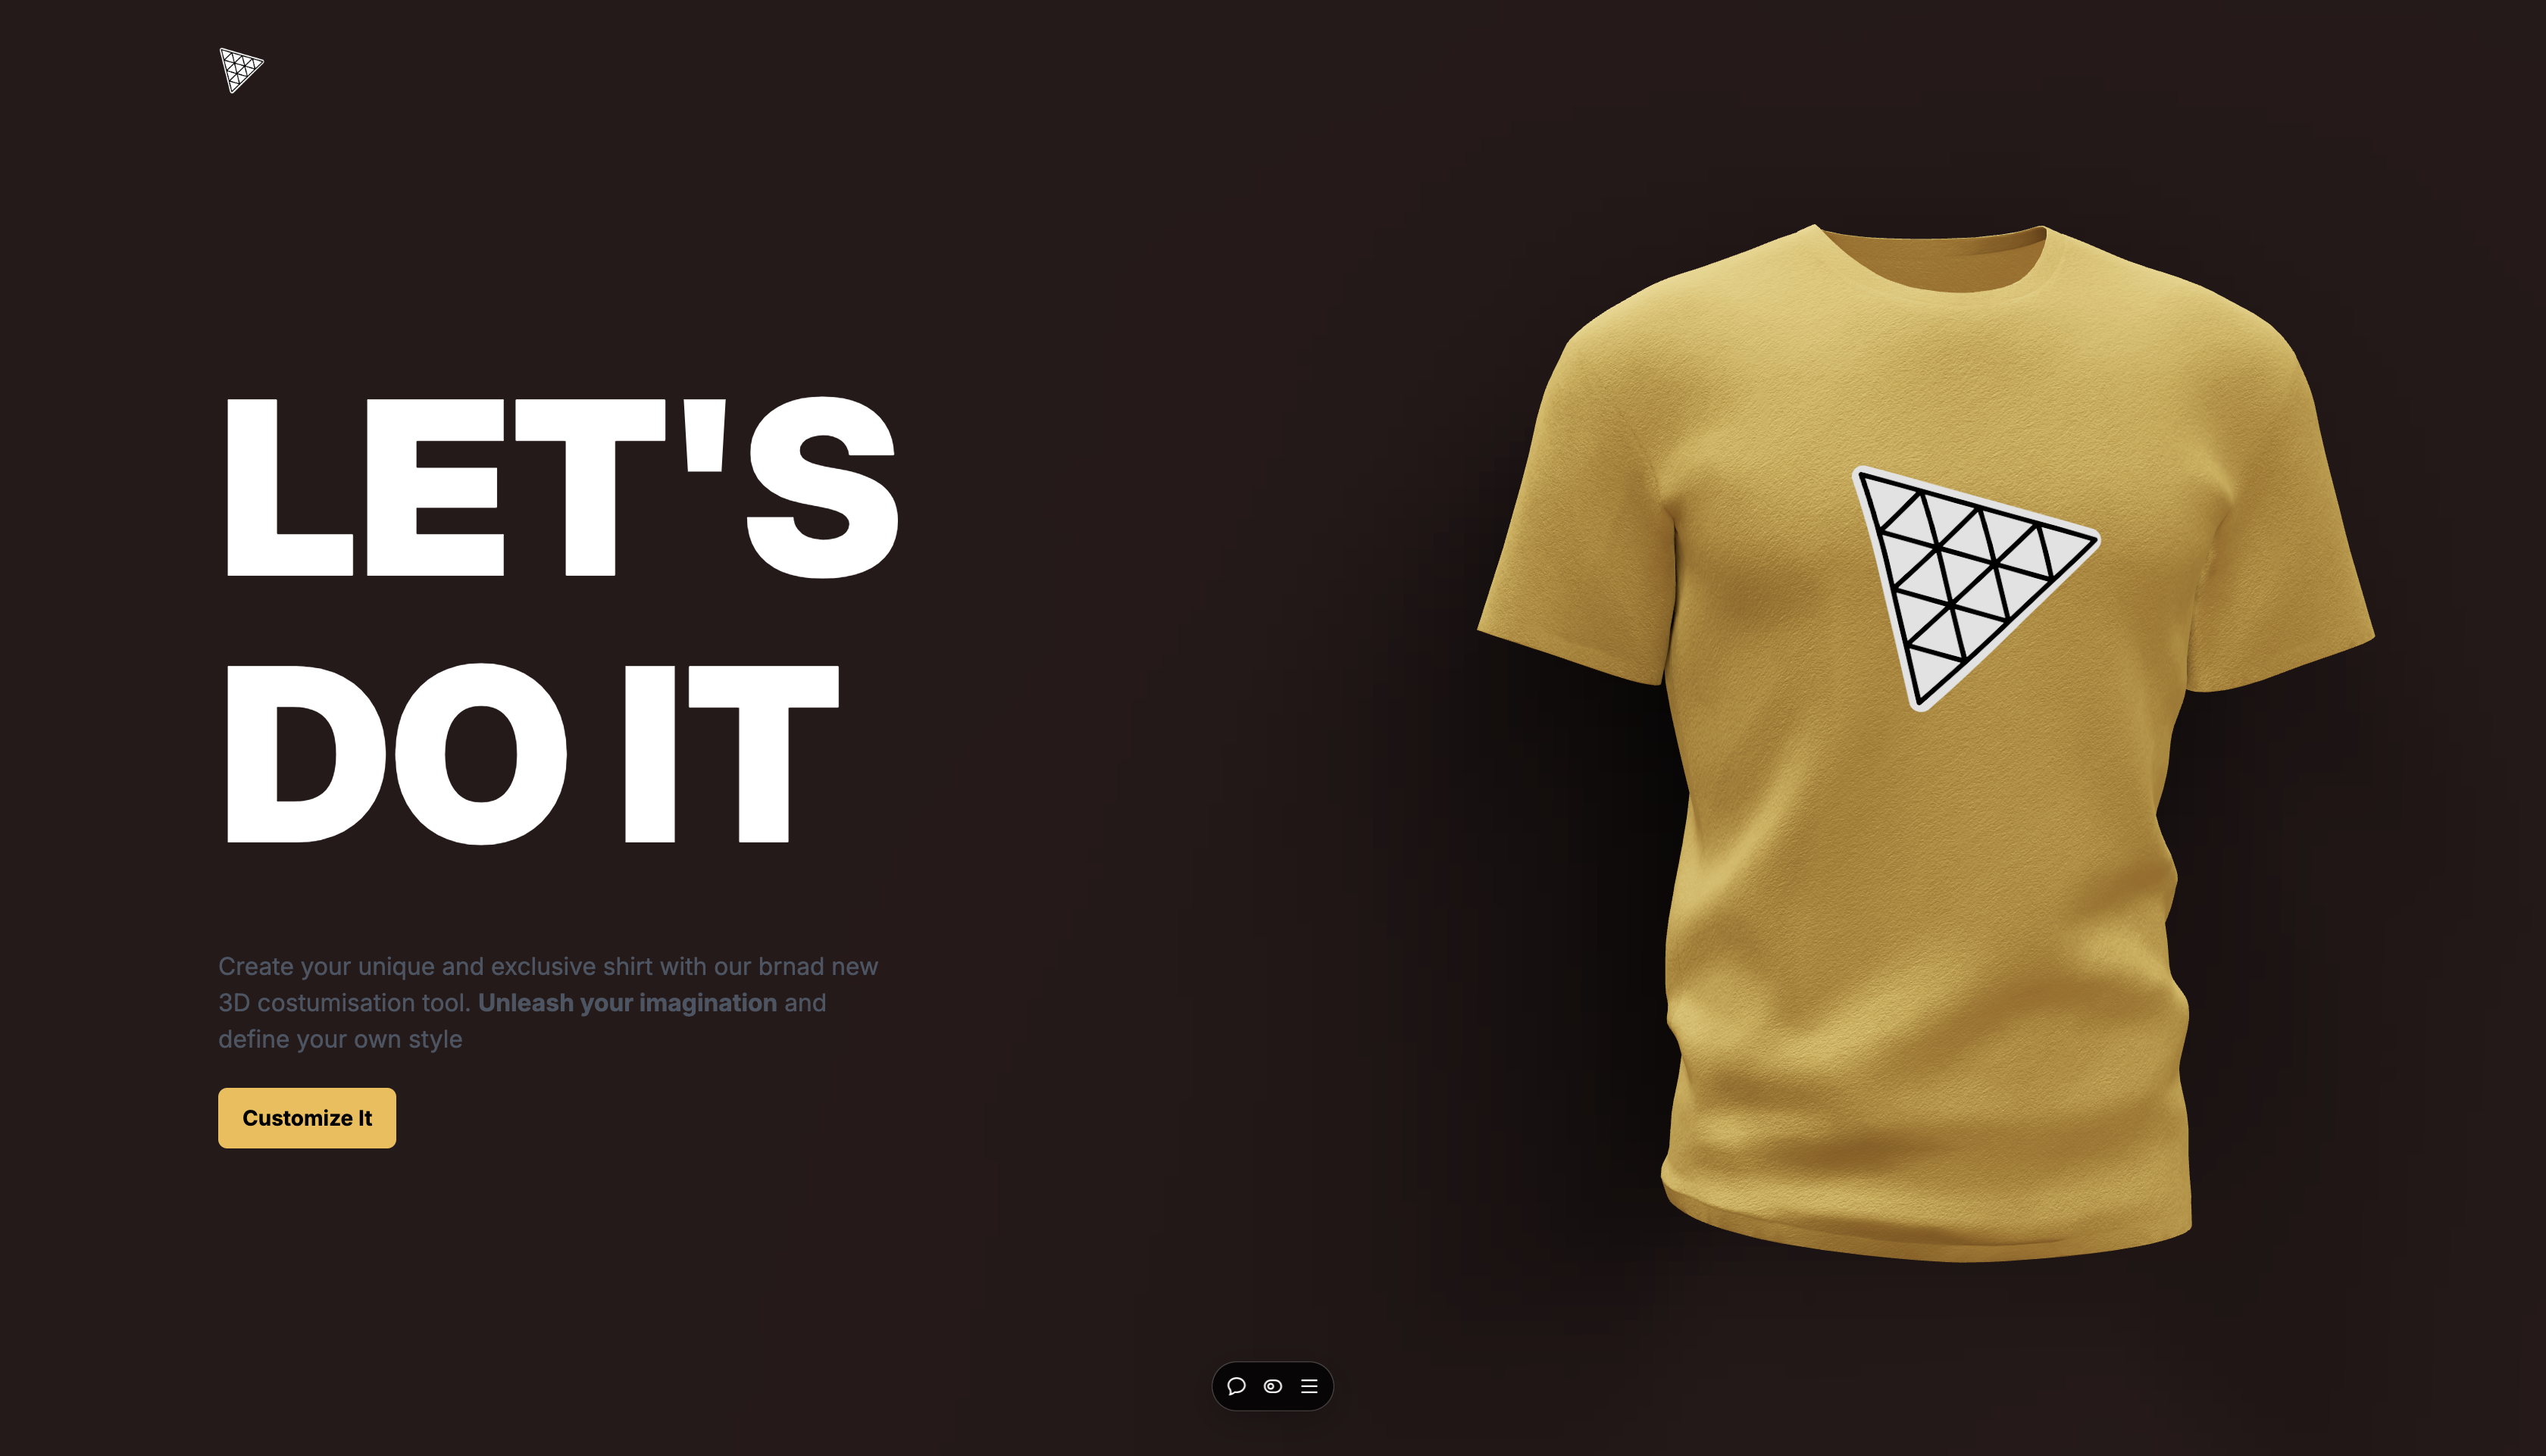 LET'S
DO IT
Create your unique and exclusive shirt with our brnad new
3D costumisation tool. Unleash your imagination and
define your own style
Customize It